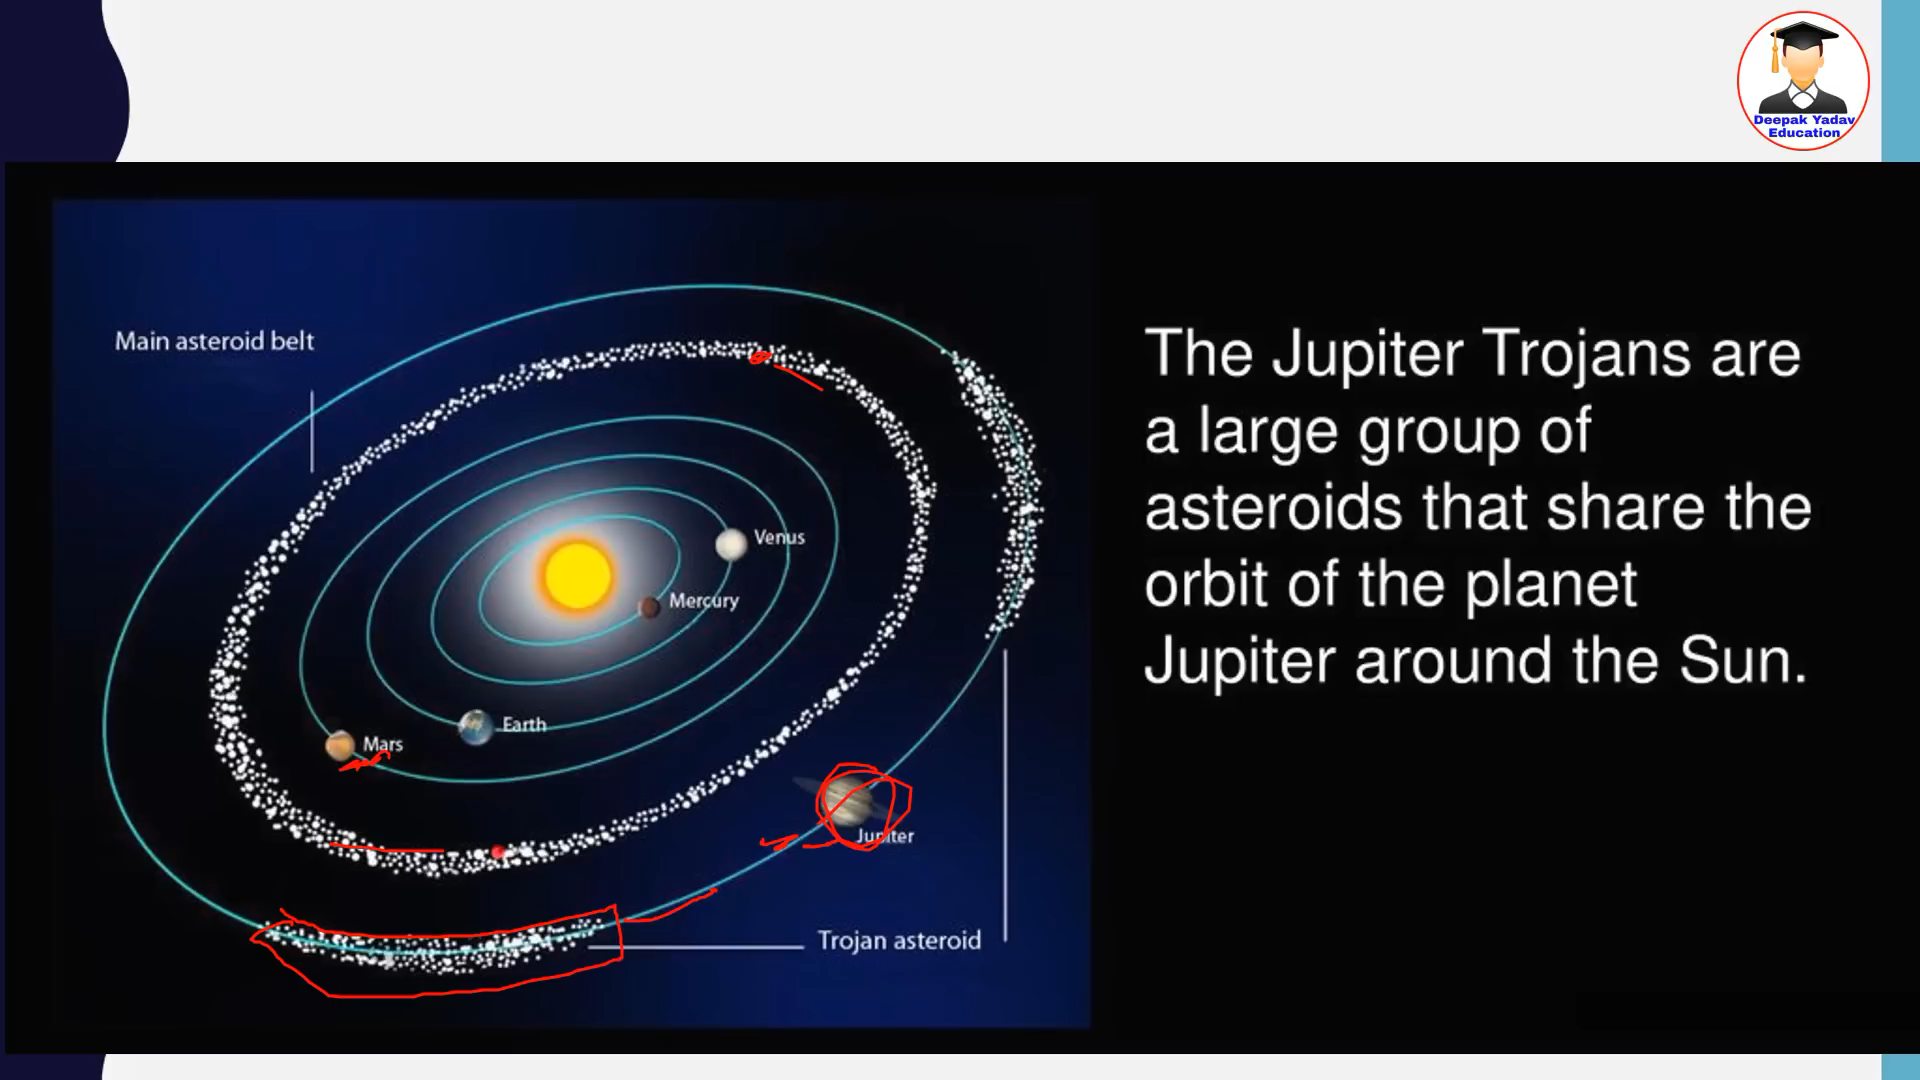 Deepak Yadav
Education
Main asteroid belt
Venus
Mercury
Earth
Mars
Jupiter
Trojan asteroid
The Jupiter Trojans are
a large group of
asteroids that share the
orbit of the planet
Jupiter around the Sun.